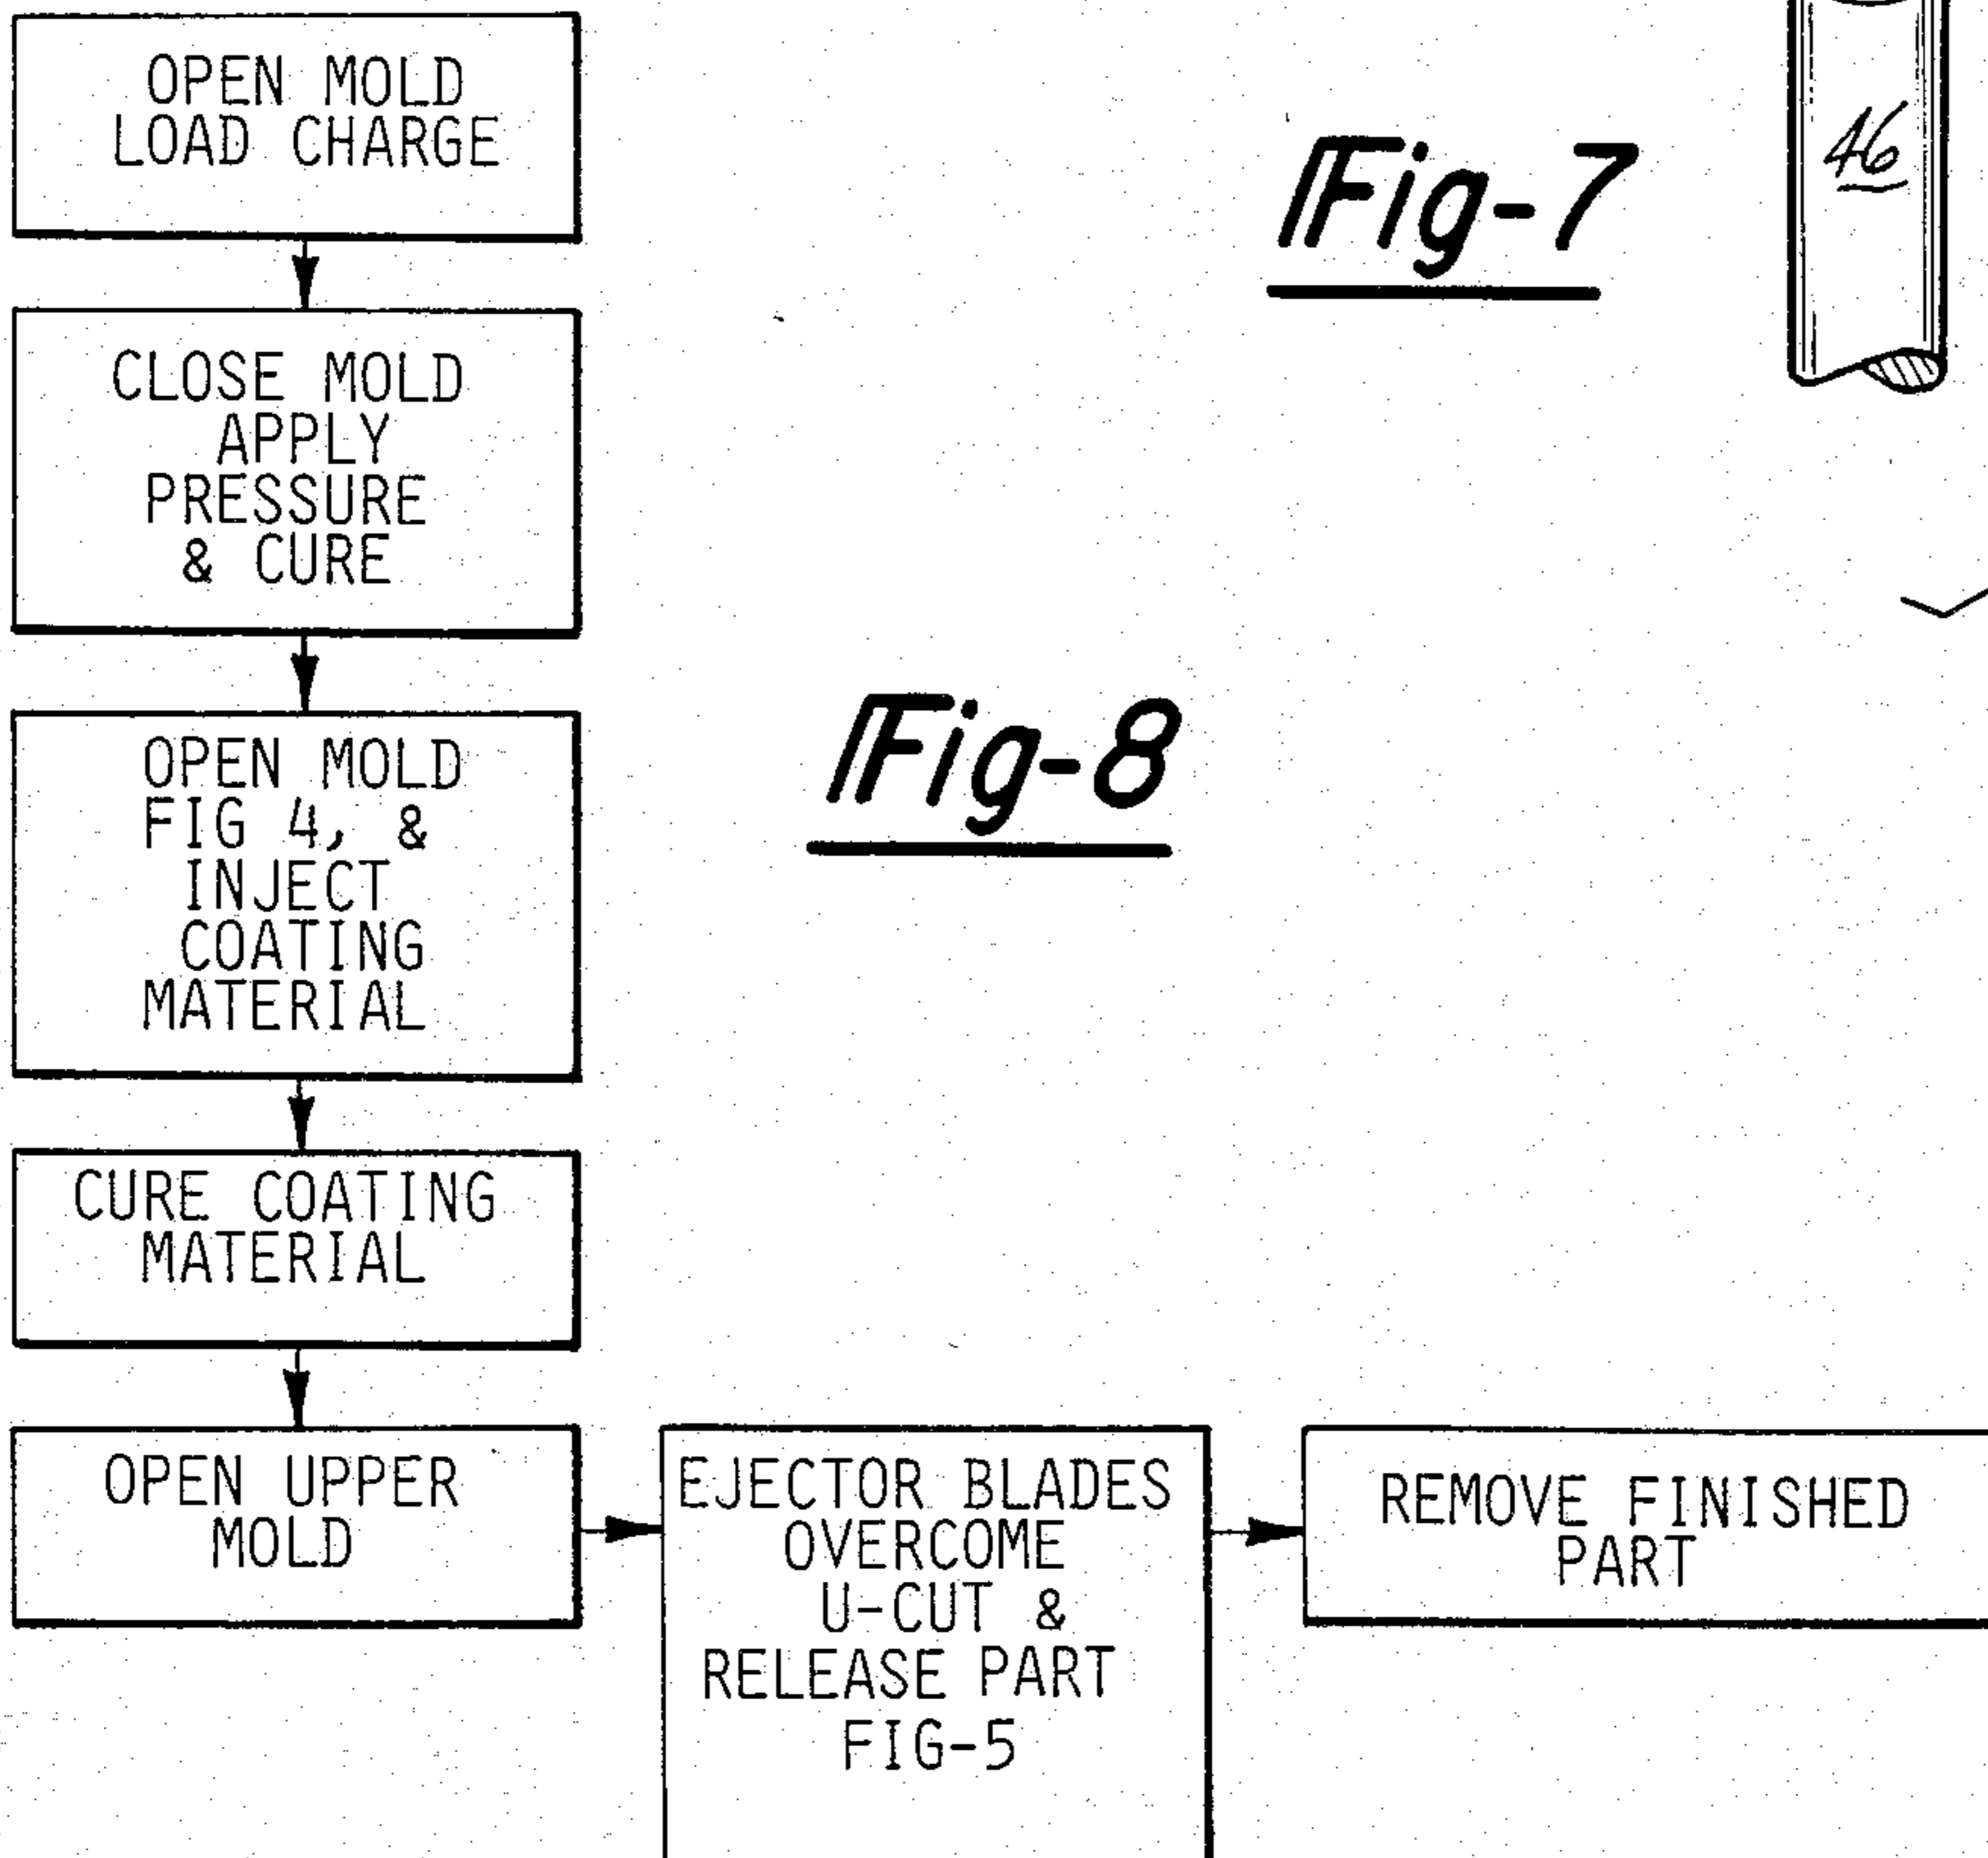 OPEN MOLD
LOAD CHARGE
Fig-7
46
CLOSE MOLD
APPLY
PRESSURE
& CURE
OPEN MOLD
FIG 4, &
INJECT
COATING
MATERIAL
Fig-8
CURE COATING
MATERIAL
OPEN UPPER
MOLD
EJECTOR BLADES
OVERCOME
U-CUT &
RELEASE PART
FIG-5
REMOVE FINISHED
PART